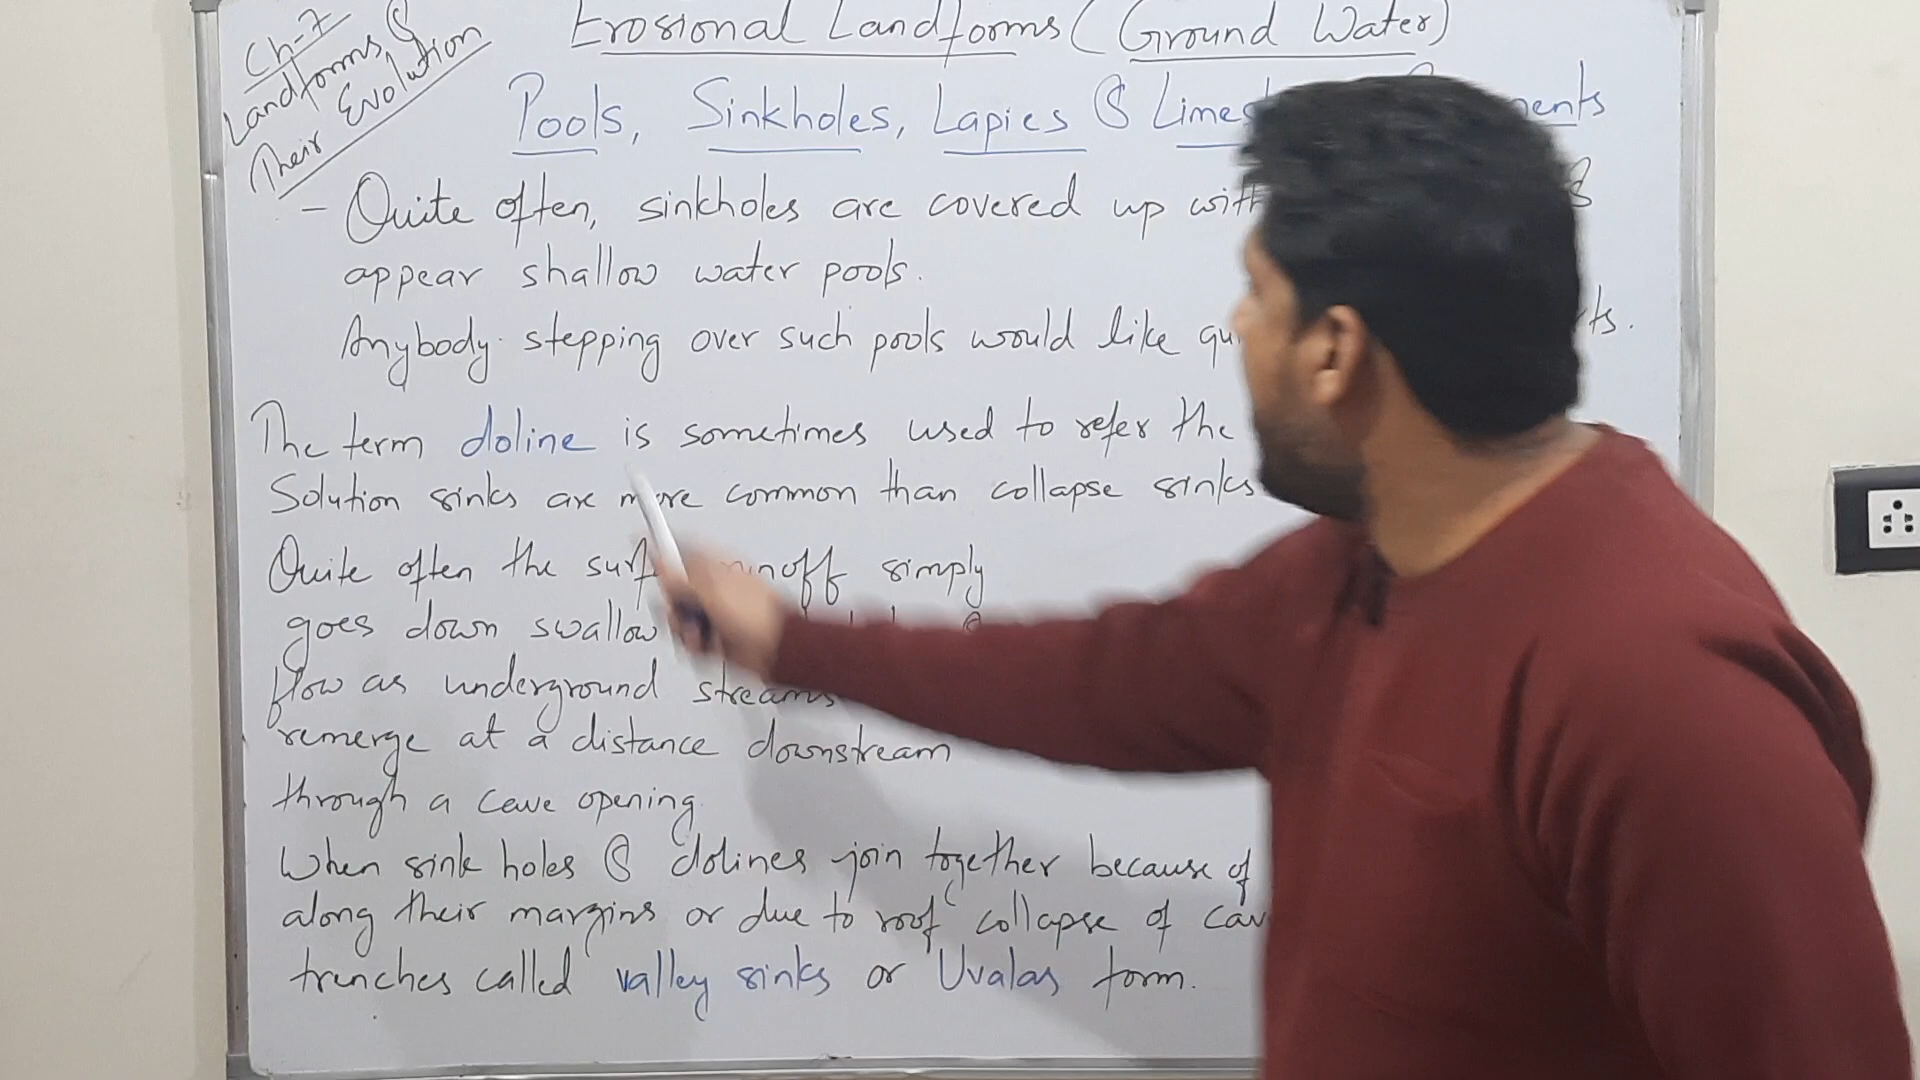 Ch-7
Landforms &
Their Evolution
Erosional Landforms (Ground Water)
Pools, Sinkholes, Lapies & Limes ents
- Quite often, sinkholes are covered up with &
appear shallow water pools.
Anybody stepping over such pools would like qu ts.
The term doline is sometimes used to refer the
Solution sinks are more common than collapse sinks
Quite often the surf runoff simply
goes down swallow &
flow as underground streams
remerge at a distance downstream
through a cave opening.
When sink holes & dolines join together because of
along their margins or due to roof collapse of cav
trenches called valley sinks or Uvalas form.